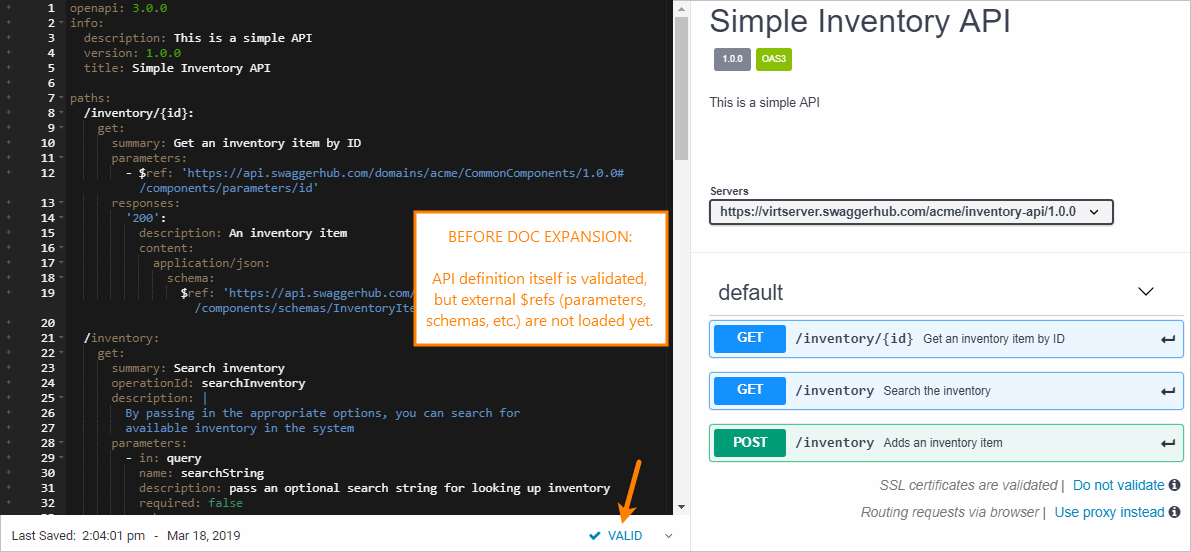 1 openapi: 3.0.0
2 info:
3 description: This is a simple API
4 version: 1.0.0
5 title: Simple Inventory API
6
7 paths:
8 /inventory/{id}:
9 get:
10 summary: Get an inventory item by ID
11 parameters:
12 - $ref: 'https://api.swaggerhub.com/domains/acme/CommonComponents/1.0.0#
/components/parameters/id'
13 responses:
14 '200':
15 description: An inventory item
16 content:
17 application/json:
18 schema:
19 $ref: 'https://api.swaggerhub.com/
/components/schemas/InventoryIte
20
21 /inventory:
22 get:
23 summary: Search inventory
24 operationId: searchInventory
25 description: |
26 By passing in the appropriate options, you can search for
27 available inventory in the system
28 parameters:
29 - in: query
30 name: searchString
31 description: pass an optional search string for looking up inventory
32 required: false
BEFORE DOC EXPANSION:
API definition itself is validated,
but external $refs (parameters,
schemas, etc.) are not loaded yet.
Last Saved: 2:04:01 pm - Mar 18, 2019
VALID
Simple Inventory API
1.0.0 OAS3
This is a simple API
Servers
https://virtserver.swaggerhub.com/acme/inventory-api/1.0.0
default
GET /inventory/{id} Get an inventory item by ID
GET /inventory Search the inventory
POST /inventory Adds an inventory item
SSL certificates are validated | Do not validate
Routing requests via browser | Use proxy instead